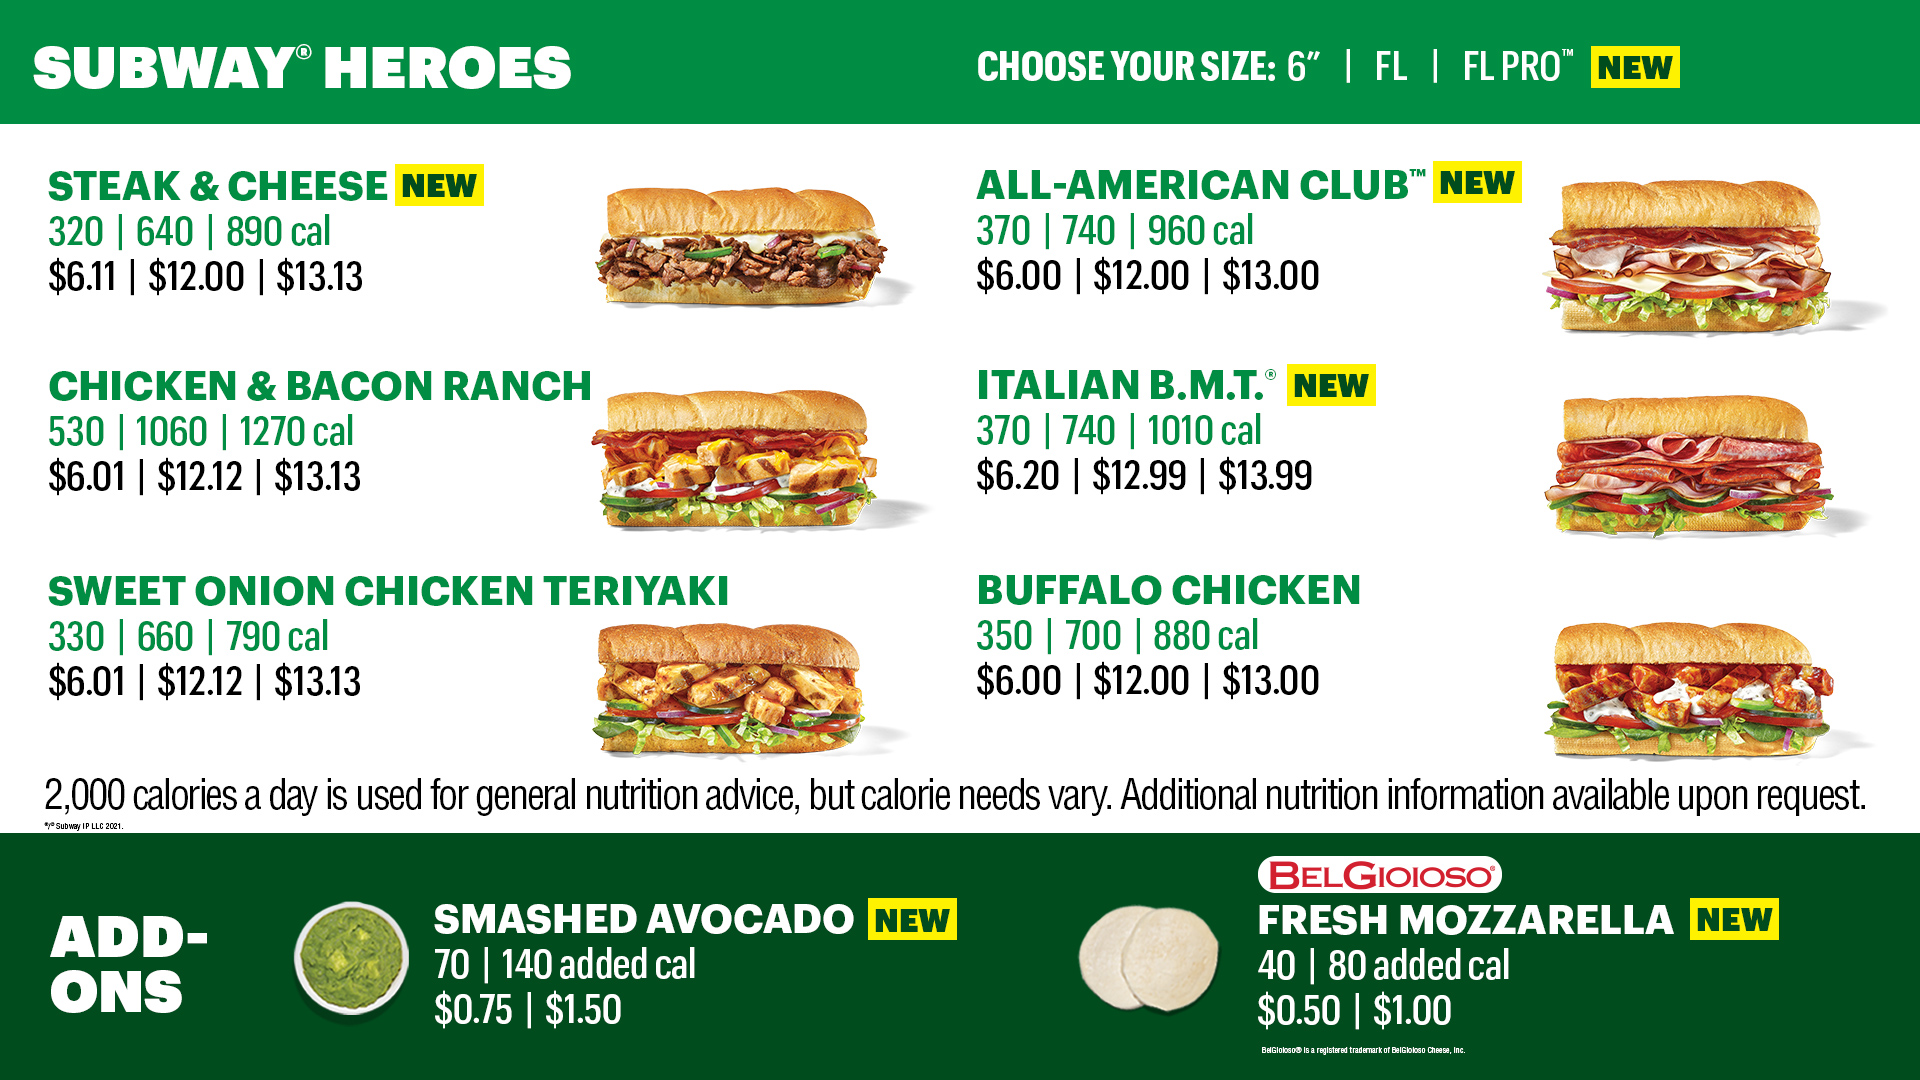 SUBWAY® HEROES
CHOOSE YOUR SIZE: 6” | FL | FL PRO™ NEW
STEAK & CHEESE NEW
320 | 640 | 890 cal
$6.11 | $12.00 | $13.13
ALL-AMERICAN CLUB™ NEW
370 | 740 | 960 cal
$6.00 | $12.00 | $13.00
CHICKEN & BACON RANCH
530 | 1060 | 1270 cal
$6.01 | $12.12 | $13.13
ITALIAN B.M.T.® NEW
370 | 740 | 1010 cal
$6.20 | $12.99 | $13.99
SWEET ONION CHICKEN TERIYAKI
330 | 660 | 790 cal
$6.01 | $12.12 | $13.13
BUFFALO CHICKEN
350 | 700 | 880 cal
$6.00 | $12.00 | $13.00
2,000 calories a day is used for general nutrition advice, but calorie needs vary. Additional nutrition information available upon request.
®/© Subway IP LLC 2021.
ADD-
ONS
SMASHED AVOCADO NEW
70 | 140 added cal
$0.75 | $1.50
BELGIOIOSO®
FRESH MOZZARELLA NEW
40 | 80 added cal
$0.50 | $1.00
BelGioioso® is a registered trademark of BelGioioso Cheese, Inc.